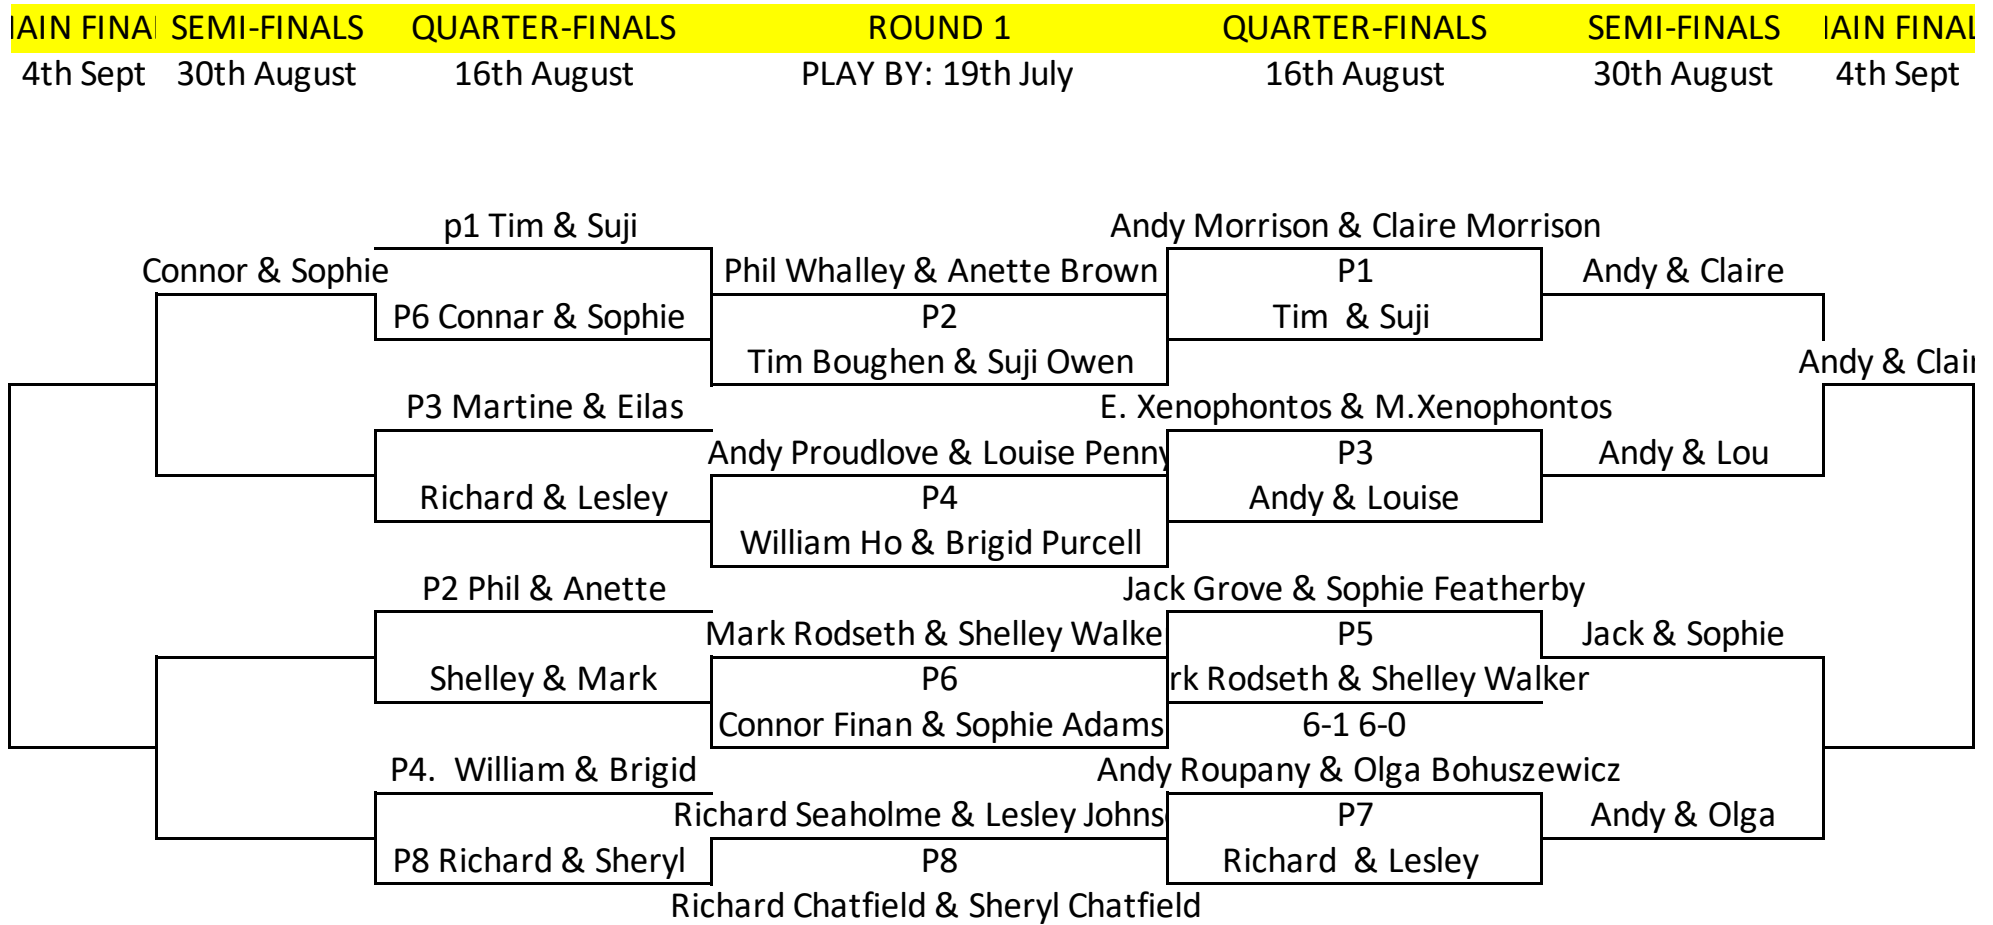 IAIN FINAI SEMI-FINALS QUARTER-FINALS ROUND 1 QUARTER-FINALS SEMI-FINALS IAIN FINAL
4th Sept 30th August 16th August PLAY BY: 19th July 16th August 30th August 4th Sept
p1 Tim & Suji Andy Morrison & Claire Morrison
Connor & Sophie Phil Whalley & Anette Brown P1 Andy & Claire
P6 Connar & Sophie P2 Tim & Suji
Tim Boughen & Suji Owen Andy & Clair
P3 Martine & Eilas E. Xenophontos & M.Xenophontos
Andy Proudlove & Louise Penny P3 Andy & Lou
Richard & Lesley P4 Andy & Louise
William Ho & Brigid Purcell
P2 Phil & Anette Jack Grove & Sophie Featherby
Mark Rodseth & Shelley Walke P5 Jack & Sophie
Shelley & Mark P6 rk Rodseth & Shelley Walker
Connor Finan & Sophie Adams 6-1 6-0
P4. William & Brigid Andy Roupany & Olga Bohuszewicz
Richard Seaholme & Lesley Johns P7 Andy & Olga
P8 Richard & Sheryl P8 Richard & Lesley
Richard Chatfield & Sheryl Chatfield